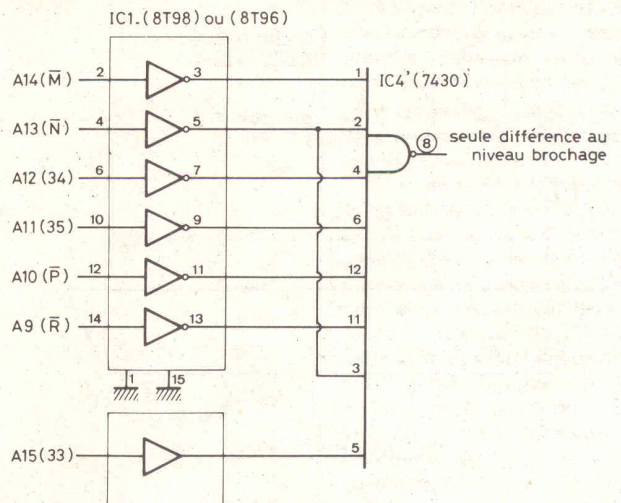 IC1.(8T98) ou (8T96)
A14(M̅) 2 3 1
IC4'(7430)
A13(N̅) 4 5 2
8 seule différence au
niveau brochage
A12(34) 6 7 4
A11(35) 10 9 6
A10(P̅) 12 11 12
A9(R̅) 14 13 11
1 15
3
A15(33) 5